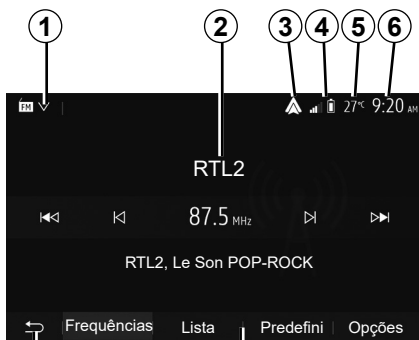 1 2 3 4 5 6
FM 27°C 9:20 AM
RTL2
87.5 MHz
RTL2, Le Son POP-ROCK
Frequências Lista Predefini Opções